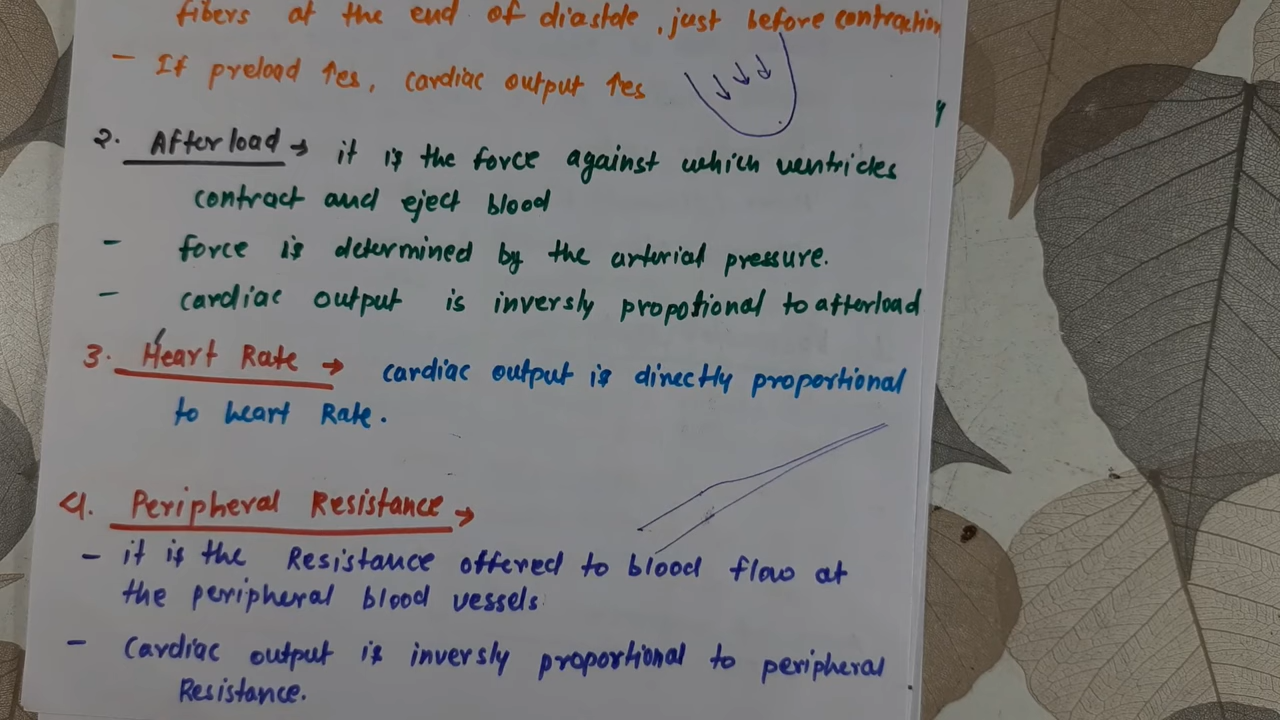 fibers at the end of diastole, just before contraction
- If preload ↑es, cardiac output ↑es
2. Afterload → it is the force against which ventricles
contract and eject blood
- force is determined by the arterial pressure.
- cardiac output is inversly propotional to afterload
3. Heart Rate → cardiac output is directly proportional
to heart Rate.
4. Peripheral Resistance →
- it is the Resistance offered to blood flow at
the peripheral blood vessels
- Cardiac output is inversly proportional to peripheral
Resistance.